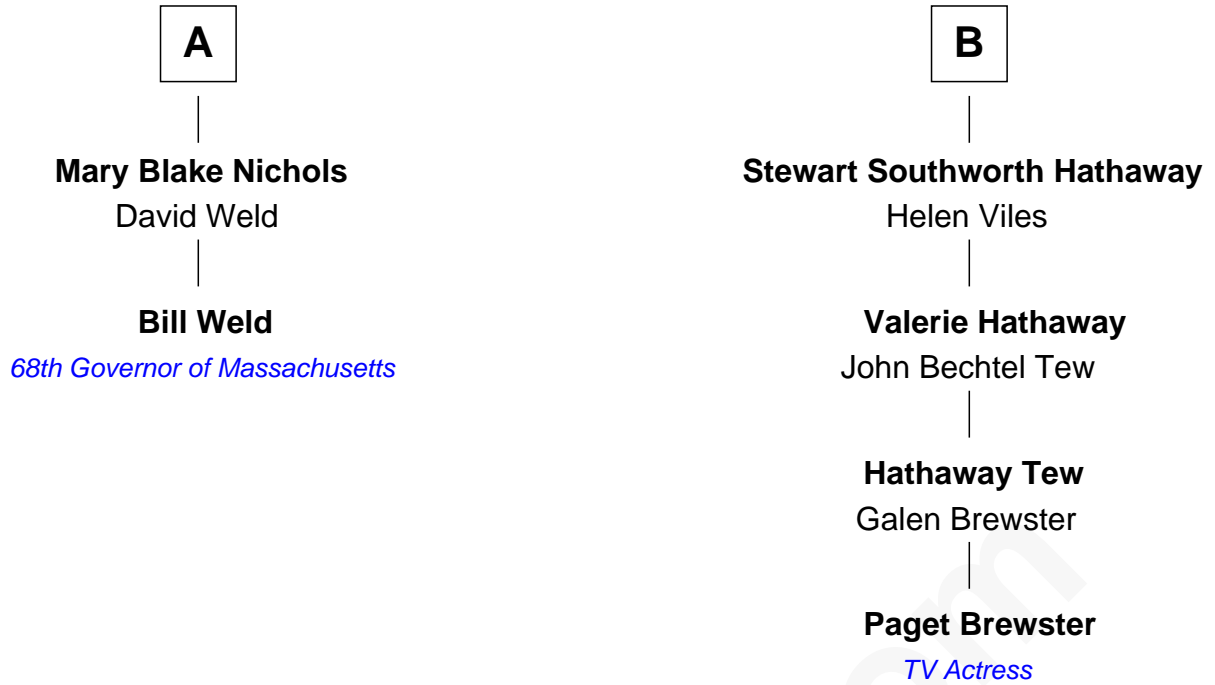 A
Mary Blake Nichols
David Weld
Bill Weld
68th Governor of Massachusetts
B
Stewart Southworth Hathaway
Helen Viles
Valerie Hathaway
John Bechtel Tew
Hathaway Tew
Galen Brewster
Paget Brewster
TV Actress